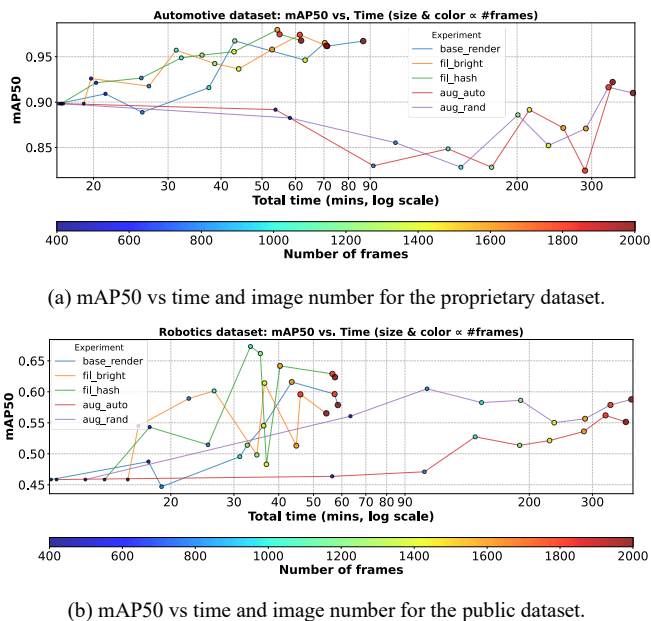 Automotive dataset: mAP50 vs. Time (size & color ∝ #frames)
mAP50
0.95
0.90
0.85
Experiment
base_render
fil_bright
fil_hash
aug_auto
aug_rand
20 30 40 50 60 70 80 90 200 300
Total time (mins, log scale)
400 600 800 1000 1200 1400 1600 1800 2000
Number of frames
(a) mAP50 vs time and image number for the proprietary dataset.
Robotics dataset: mAP50 vs. Time (size & color ∝ #frames)
mAP50
0.65
0.60
0.55
0.50
0.45
Experiment
base_render
fil_bright
fil_hash
aug_auto
aug_rand
20 30 40 50 60 70 80 90 200 300
Total time (mins, log scale)
400 600 800 1000 1200 1400 1600 1800 2000
Number of frames
(b) mAP50 vs time and image number for the public dataset.